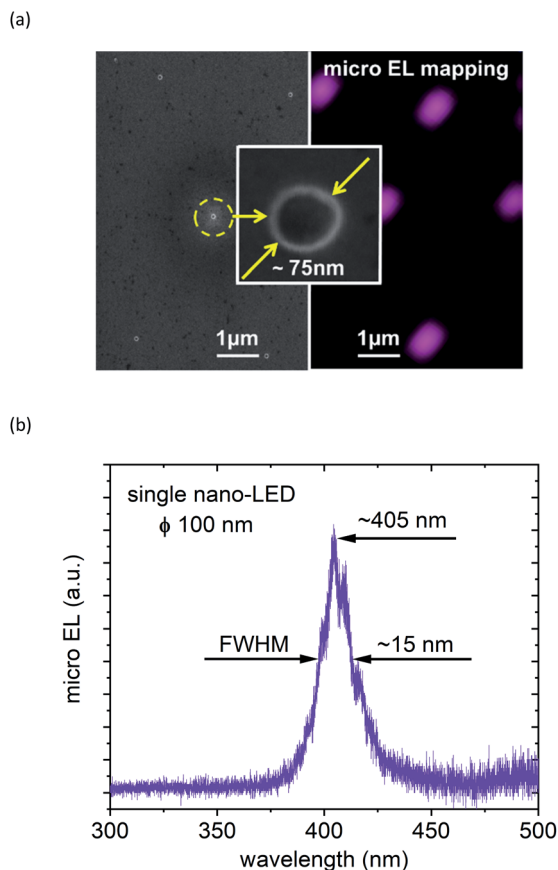 (a)
micro EL mapping
~ 75nm
1µm
1µm
(b)
single nano-LED
ϕ 100 nm
~405 nm
FWHM
~15 nm
micro EL (a.u.)
300
350
400
450
500
wavelength (nm)